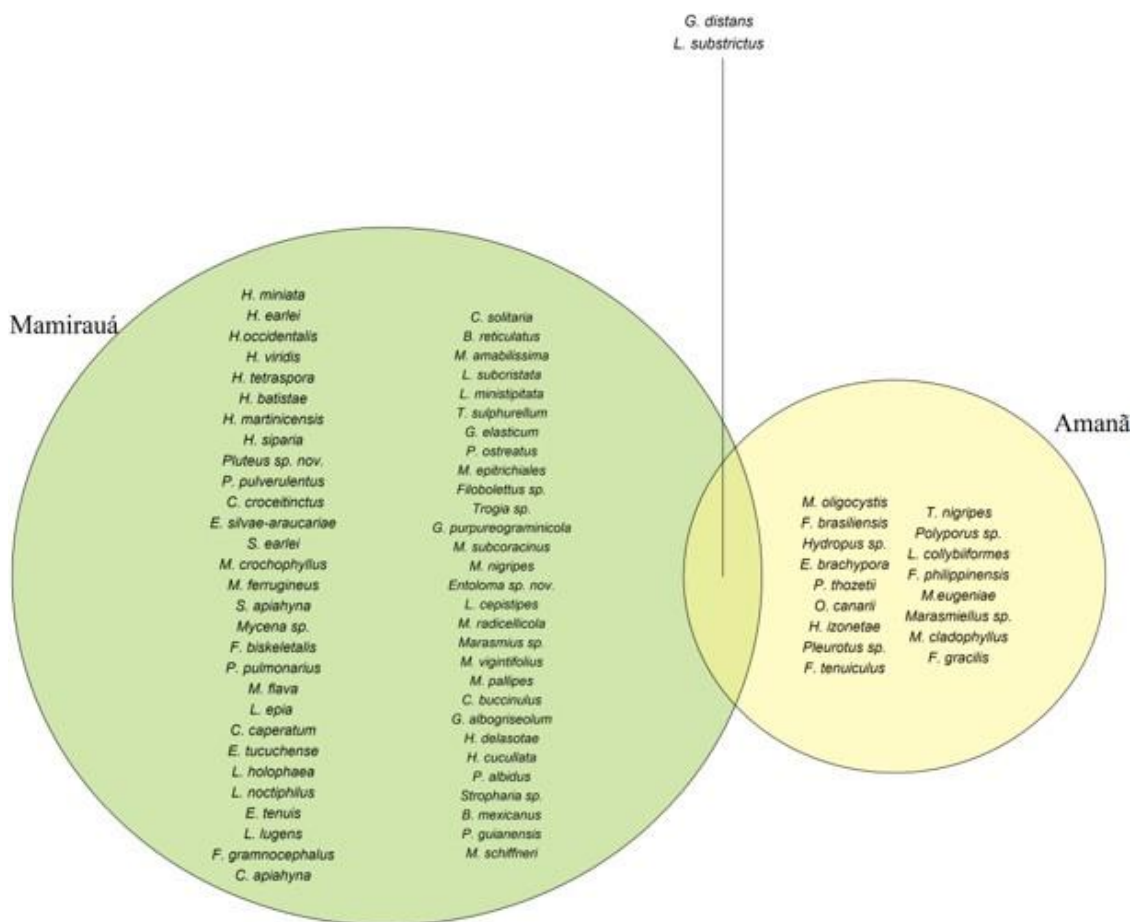 G. distans
L. substrictus
Mamirauá
H. miniata
H. earlei
H.occidentalis
H. viridis
H. tetraspora
H. batistae
H. martinicensis
H. siparia
Pluteus sp. nov.
P. pulverulentus
C. croceitinctus
E. silvae-araucariae
S. earlei
M. crochophyllus
M. ferrugineus
S. apiahyna
Mycena sp.
F. biskeletalis
P. pulmonarius
M. flava
L. epia
C. caperatum
E. tucuchense
L. holophaea
L. noctiphilus
E. tenuis
L. lugens
F. gramnocephalus
C. apiahyna
C. solitaria
B. reticulatus
M. amabilissima
L. subcristata
L. ministipitata
T. sulphurellum
G. elasticum
P. ostreatus
M. epitrichiales
Filobolettus sp.
Trogia sp.
G. purpureograminicola
M. subcoracinus
M. nigripes
Entoloma sp. nov.
L. cepistipes
M. radicellicola
Marasmius sp.
M. vigintifolius
M. pallipes
C. buccinulus
G. albogriseolum
H. delasotae
H. cucullata
P. albidus
Stropharia sp.
B. mexicanus
P. guianensis
M. schiffneri
Amanã
M. oligocystis
F. brasiliensis
Hydropus sp.
E. brachypora
P. thozetii
O. canarii
H. izonetae
Pleurotus sp.
F. tenuiculus
T. nigripes
Polyporus sp.
L. collybiiformes
F. philippinensis
M.eugeniae
Marasmiellus sp.
M. cladophyllus
F. gracilis